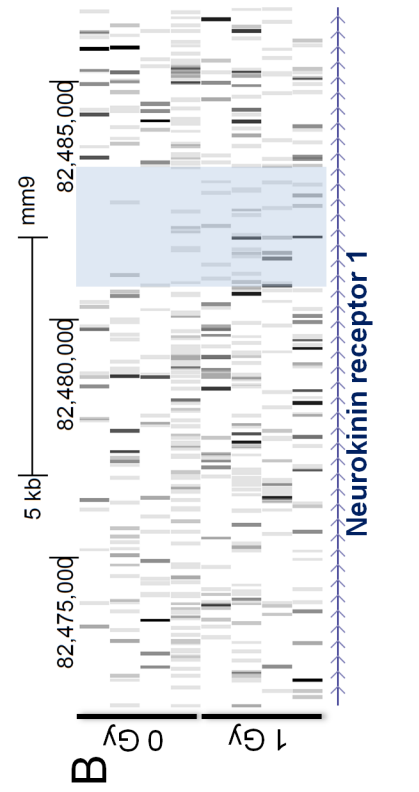 B
5 kb
mm9
82,475,000
82,480,000
82,485,000
0 Gy
1 Gy
Neurokinin receptor 1